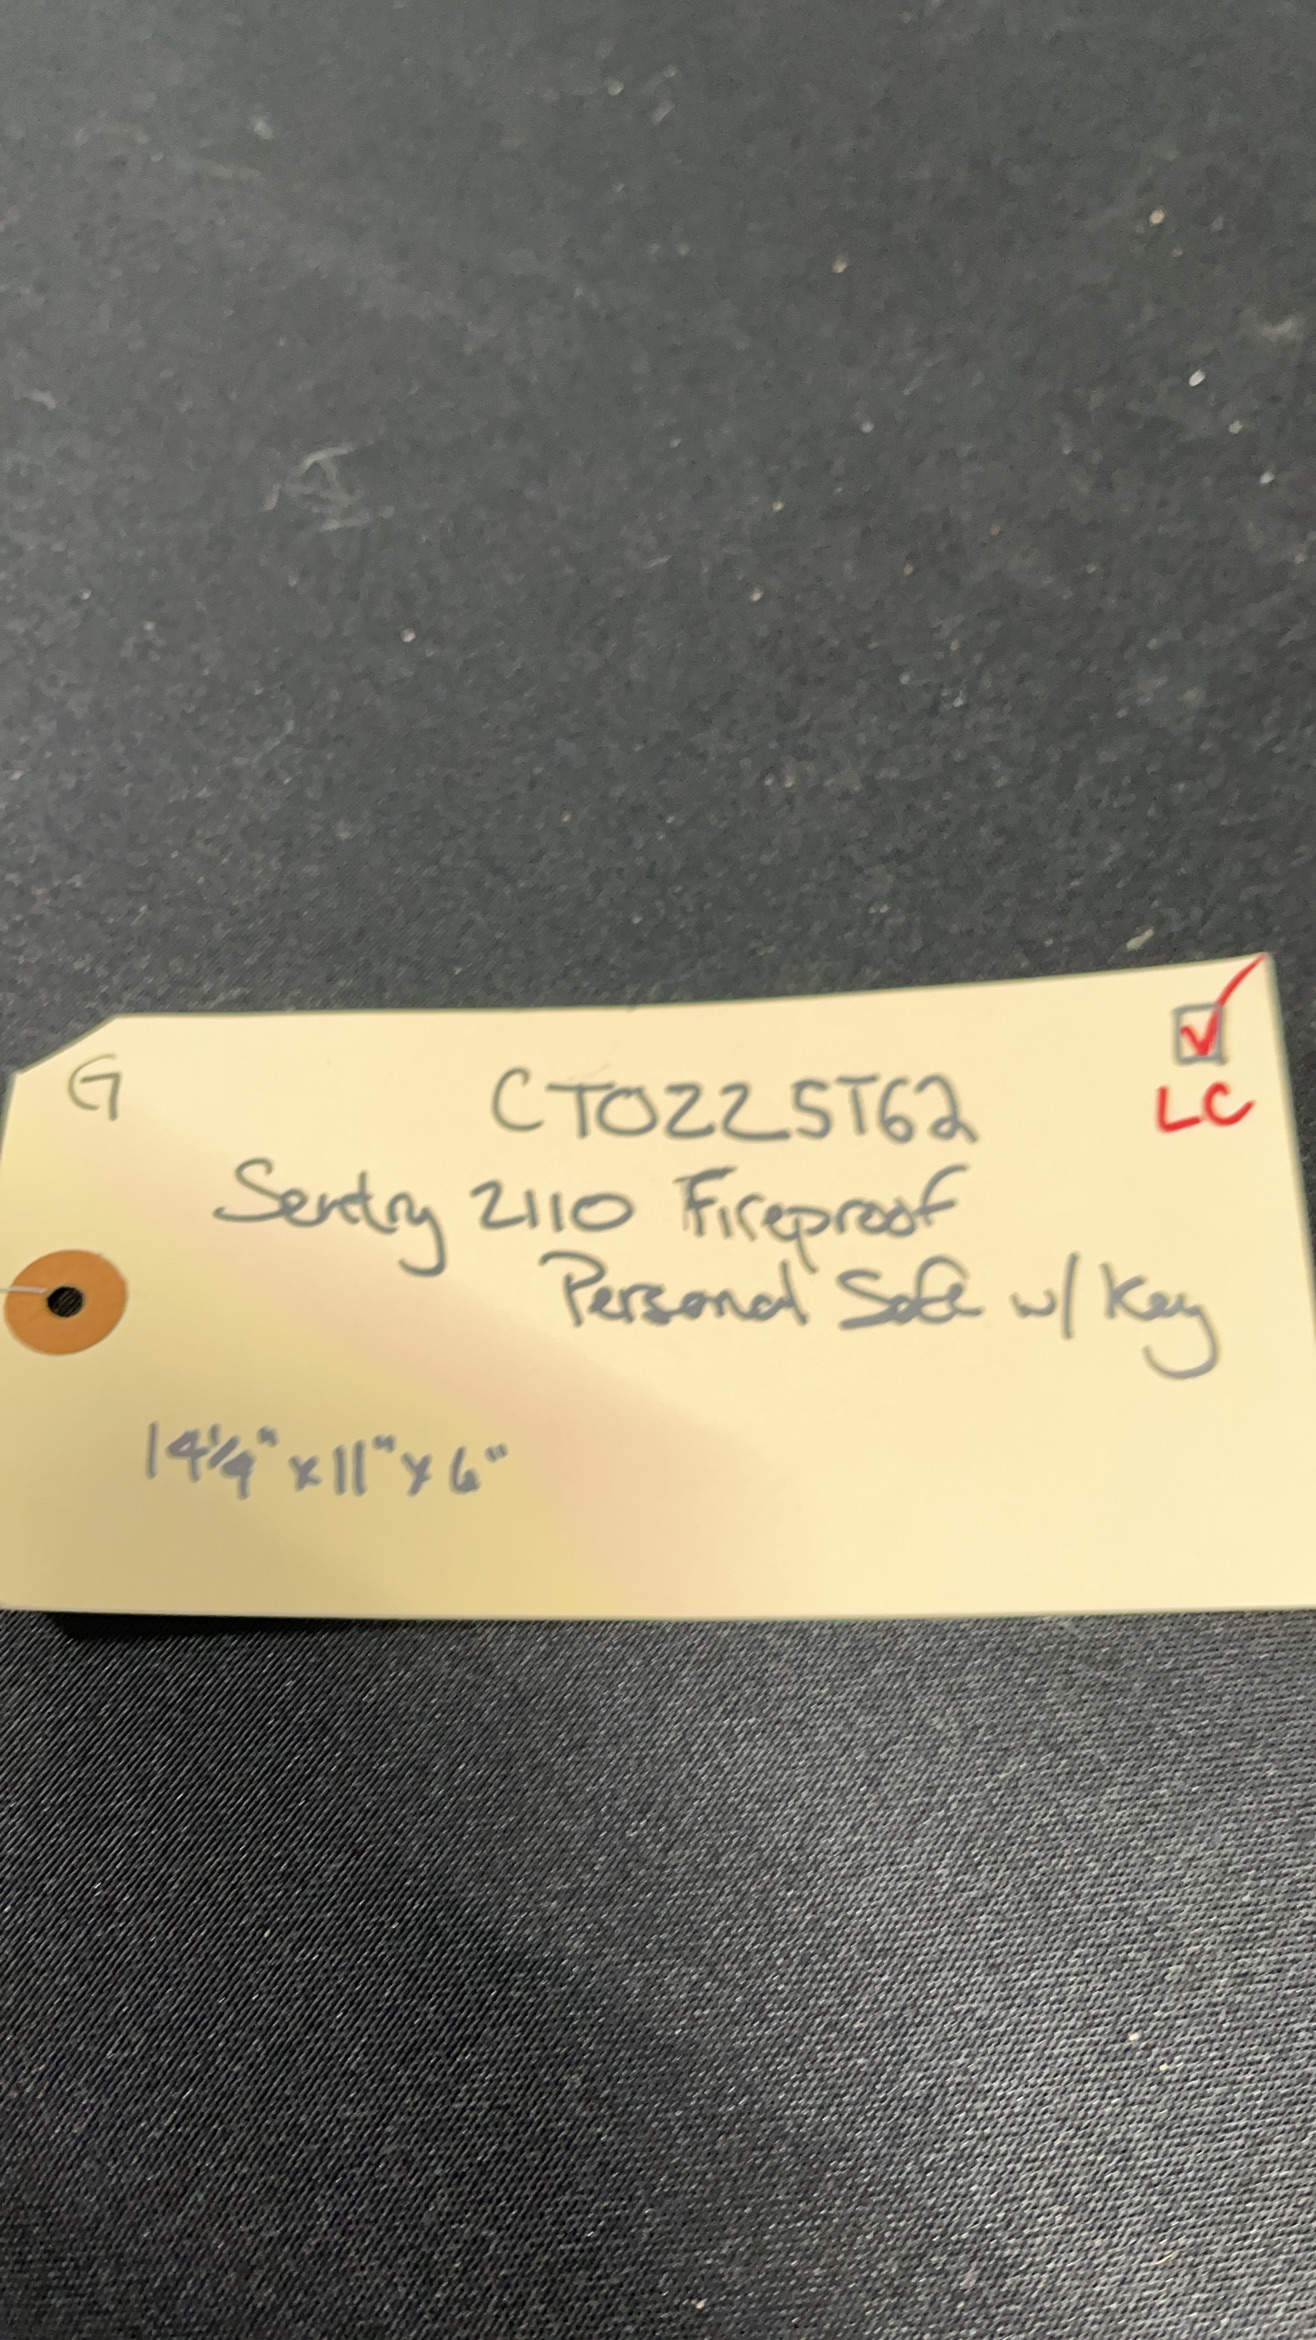 G
CT0225T62
☑
LC
Sentry 2110 Fireproof
Personal Safe w/ Key
14¼" x 11" x 6"